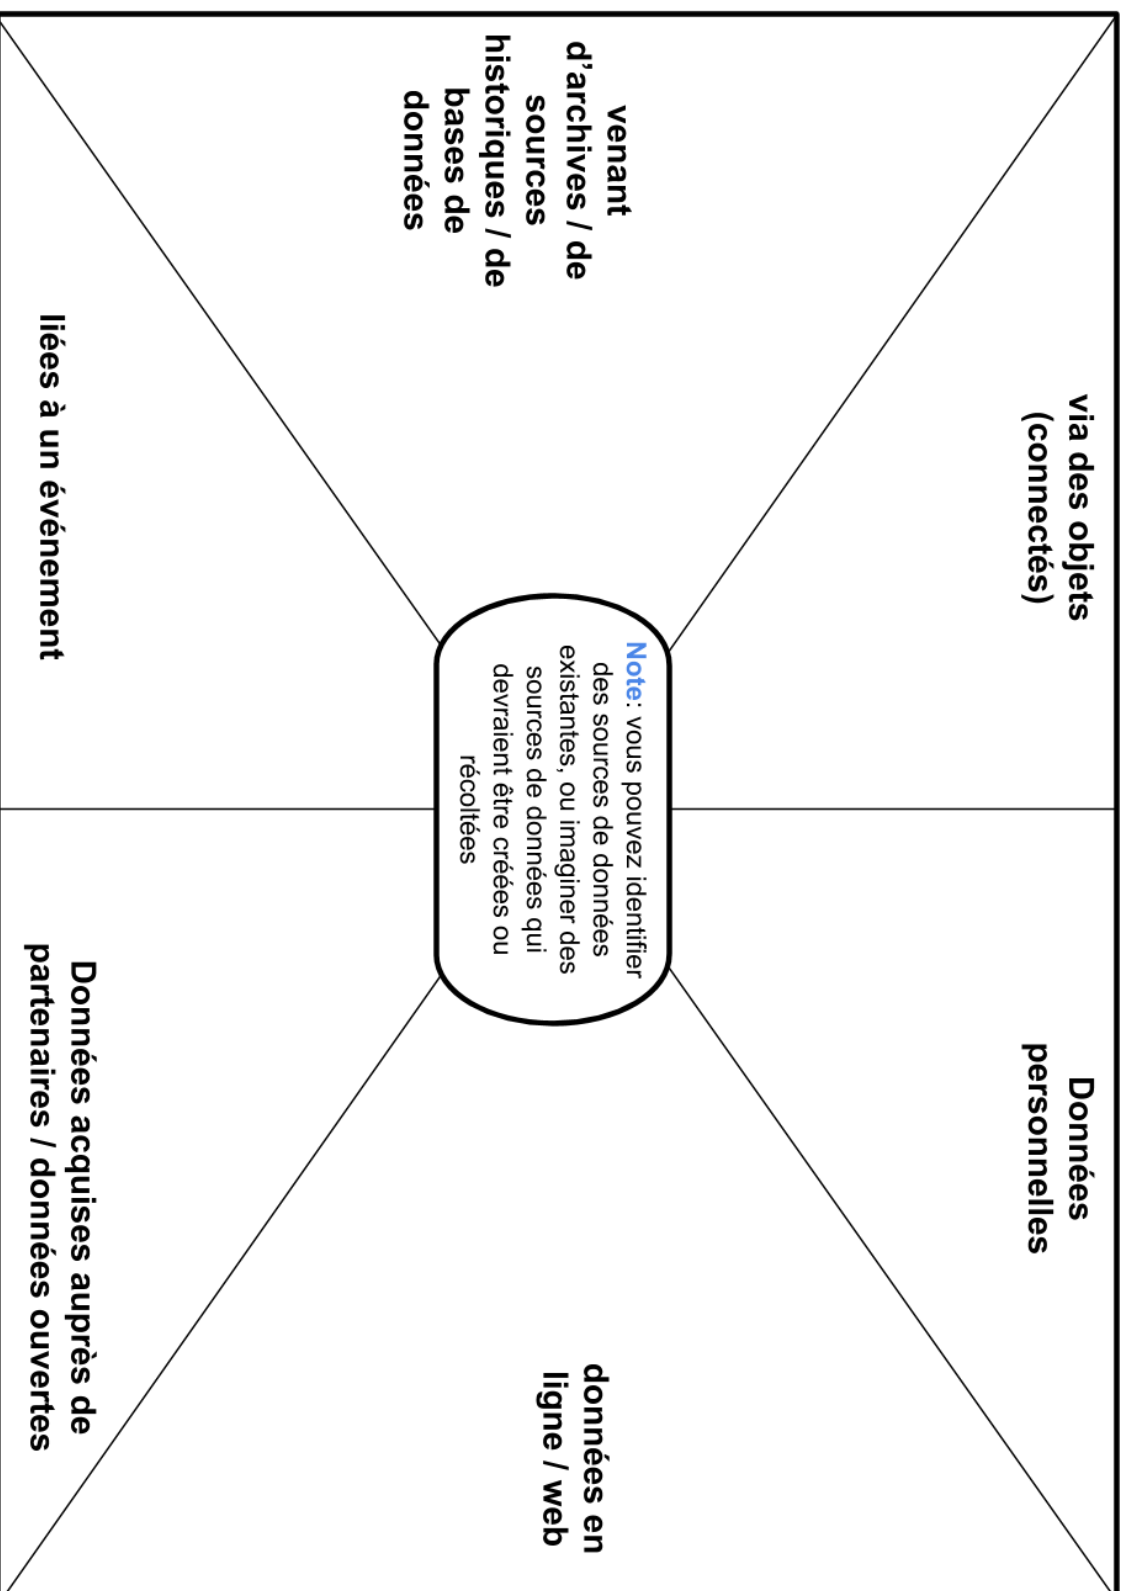 via des objets
(connectés)
Données
personnelles
venant
d'archives / de
sources
historiques / de
bases de
données
Note: vous pouvez identifier
des sources de données
existantes, ou imaginer des
sources de données qui
devraient être créées ou
récoltées
données en
ligne / web
liées à un événement
Données acquises auprès de
partenaires / données ouvertes